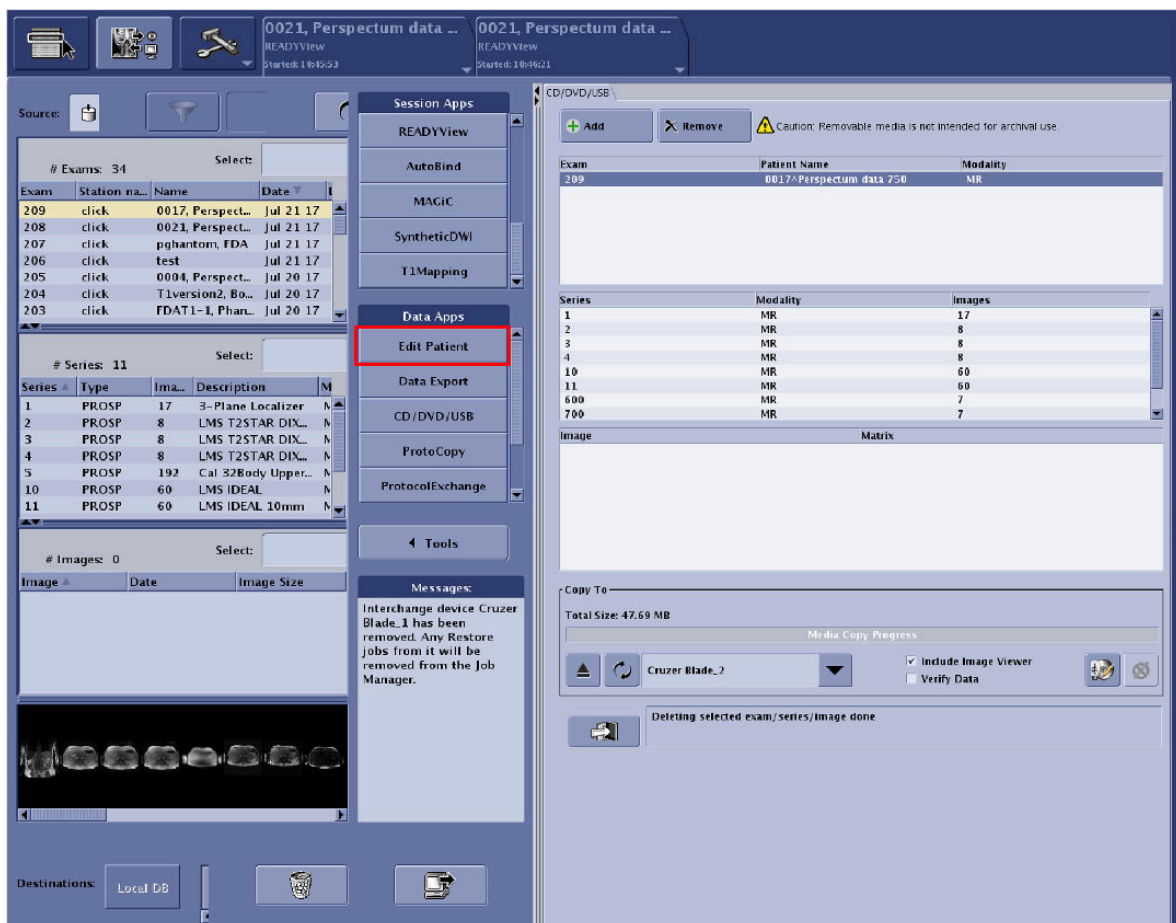 0021, Perspectum data ...
READYView
Started: 10:45:53
0021, Perspectum data ...
READYView
Started: 10:46:21
Source:
# Exams: 34
Select:
Exam Station na... Name Date
209 click 0017, Perspect... Jul 21 17
208 click 0021, Perspect... Jul 21 17
207 click pghantom, FDA Jul 21 17
206 click test Jul 21 17
205 click 0004, Perspect... Jul 20 17
204 click T1version2, Bo... Jul 20 17
203 click FDAT1-1, Phan... Jul 20 17
# Series: 11
Select:
Series Type Ima... Description M
1 PROSP 17 3-Plane Localizer
2 PROSP 8 LMS T2STAR DIX...
3 PROSP 8 LMS T2STAR DIX...
4 PROSP 8 LMS T2STAR DIX...
5 PROSP 192 Cal 32Body Upper...
10 PROSP 60 LMS IDEAL
11 PROSP 60 LMS IDEAL 10mm
# Images: 0
Select:
Image Date Image Size
Destinations:
Local DB
Session Apps
READYView
AutoBind
MAGiC
SyntheticDWI
T1Mapping
Data Apps
Edit Patient
Data Export
CD/DVD/USB
ProtoCopy
ProtocolExchange
Tools
Messages:
Interchange device Cruzer
Blade_1 has been
removed. Any Restore
jobs from it will be
removed from the Job
Manager.
CD/DVD/USB
Add
Remove
Caution: Removable media is not intended for archival use.
Exam Patient Name Modality
209 0017^Perspectum data 750 MR
Series Modality Images
1 MR 17
2 MR 8
3 MR 8
4 MR 8
10 MR 60
11 MR 60
600 MR 7
700 MR 7
Image Matrix
Copy To
Total Size: 47.69 MB
Media Copy Progress
Cruzer Blade_2
Include Image Viewer
Verify Data
Deleting selected exam/series/image done